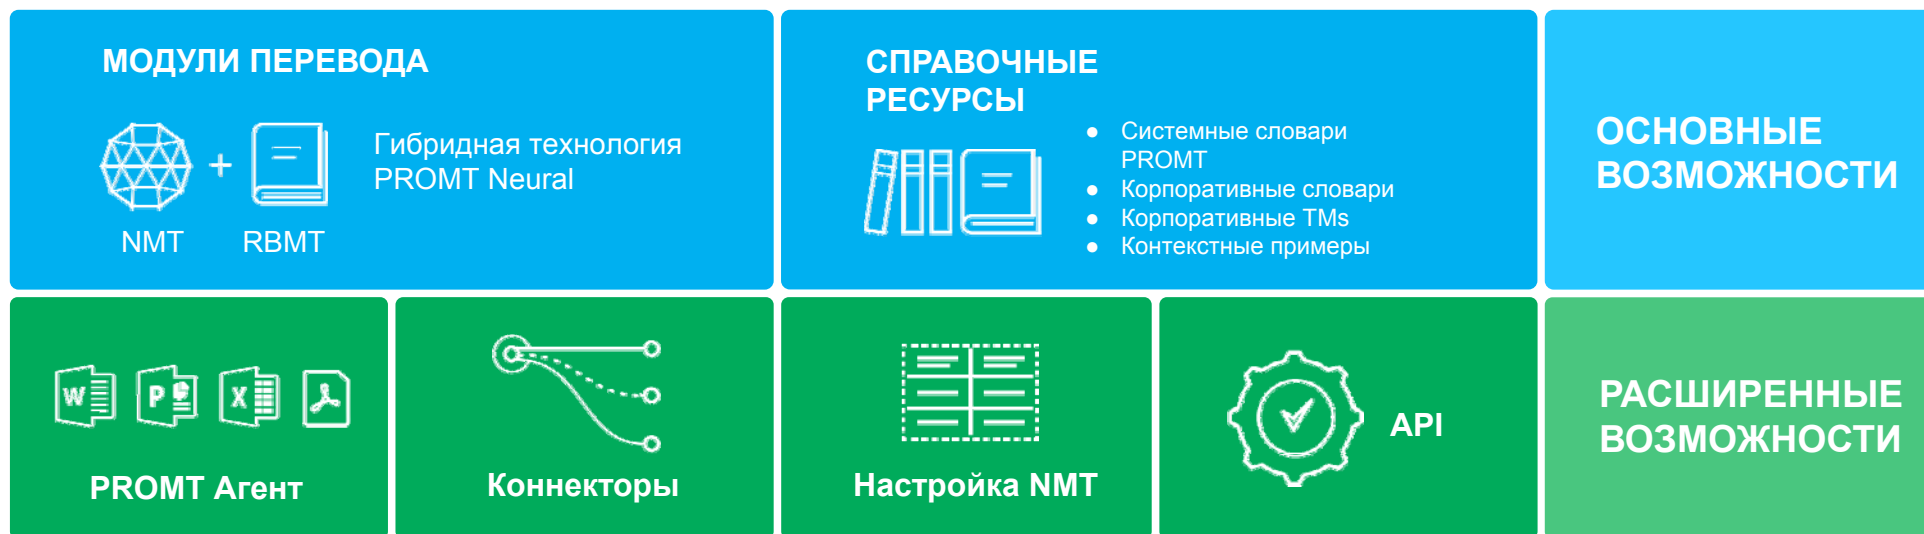 МОДУЛИ ПЕРЕВОДА
NMT
+
RBMT
Гибридная технология
PROMT Neural
СПРАВОЧНЫЕ
РЕСУРСЫ
● Системные словари
PROMT
● Корпоративные словари
● Корпоративные TMs
● Контекстные примеры
ОСНОВНЫЕ
ВОЗМОЖНОСТИ
W
P
X
PROMT Агент
Коннекторы
Настройка NMT
API
РАСШИРЕННЫЕ
ВОЗМОЖНОСТИ